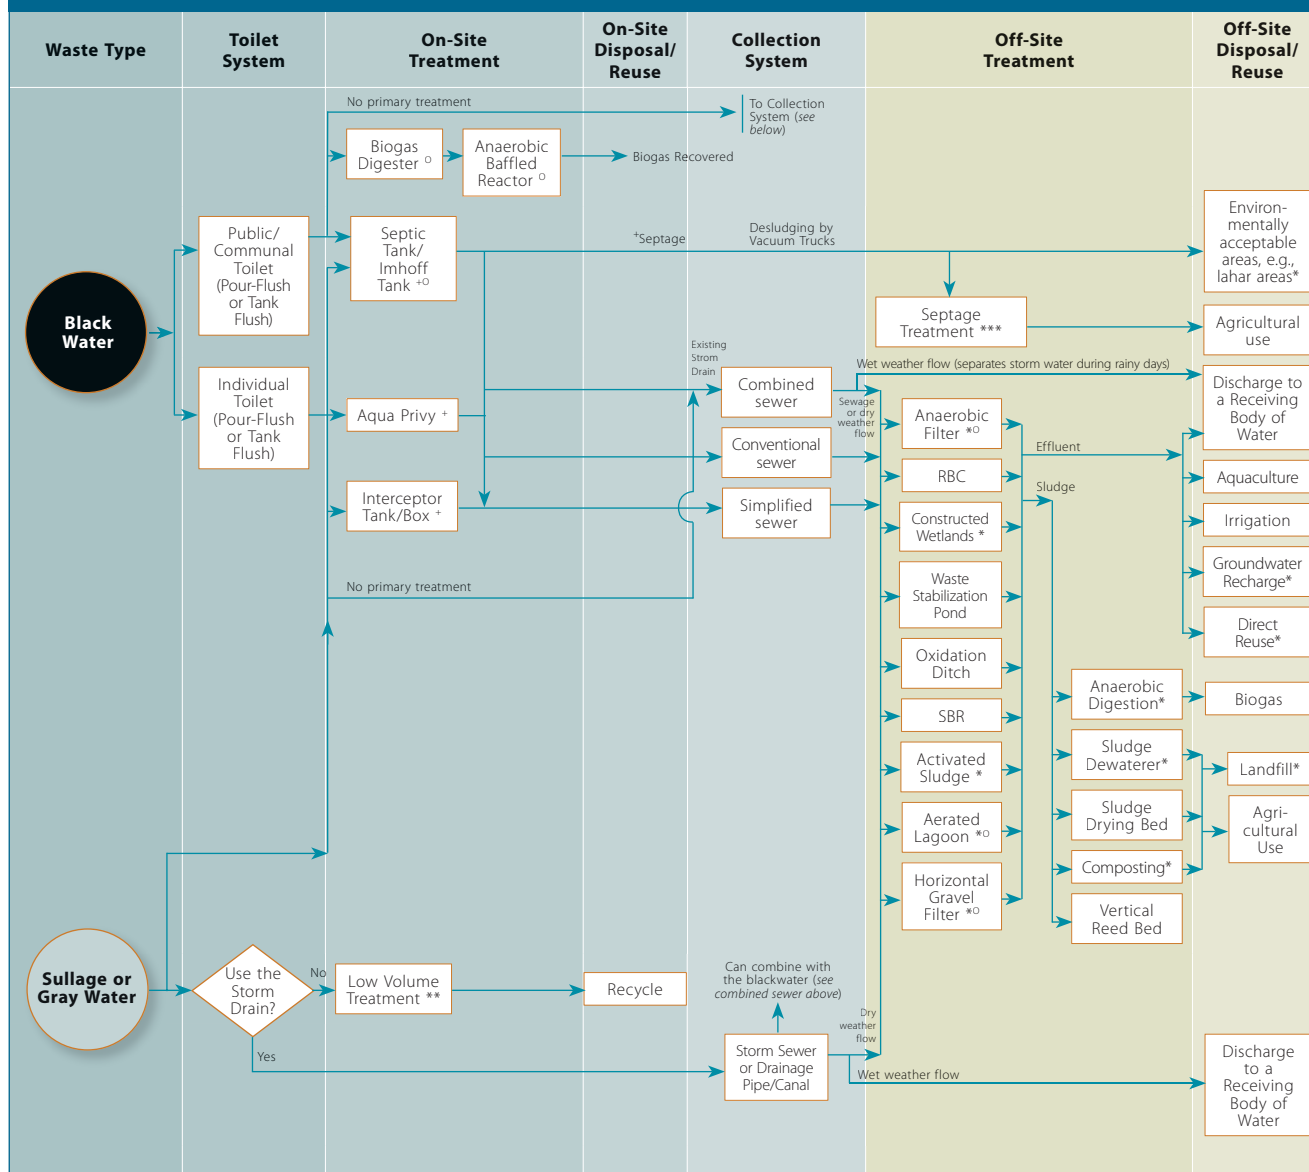 Waste Type
Toilet
System
On-Site
Treatment
On-Site
Disposal/
Reuse
Collection
System
Off-Site
Treatment
Off-Site
Disposal/
Reuse
No primary treatment
To Collection
System (see
below)
Biogas
Digester O
Anaerobic
Baffled
Reactor O
Biogas Recovered
Public/
Communal
Toilet
(Pour-Flush
or Tank
Flush)
Septic
Tank/
Imhoff
Tank +O
+Septage
Desludging by
Vacuum Trucks
Environ-
mentally
acceptable
areas, e.g.,
lahar areas*
Black
Water
Septage
Treatment ***
Agricultural
use
Existing
Strom
Drain
Wet weather flow (separates storm water during rainy days)
Individual
Toilet
(Pour-Flush
or Tank
Flush)
Aqua Privy +
Combined
sewer
Sewage
or dry
weather
flow
Anaerobic
Filter *O
Effluent
Discharge to
a Receiving
Body of
Water
Conventional
sewer
RBC
Sludge
Aquaculture
Interceptor
Tank/Box +
Simplified
sewer
Constructed
Wetlands *
Irrigation
No primary treatment
Waste
Stabilization
Pond
Groundwater
Recharge*
Direct
Reuse*
Oxidation
Ditch
Anaerobic
Digestion*
Biogas
SBR
Sludge
Dewaterer*
Landfill*
Activated
Sludge *
Sludge
Drying Bed
Agri-
cultural
Use
Aerated
Lagoon *O
Composting*
Horizontal
Gravel
Filter *O
Vertical
Reed Bed
Sullage or
Gray Water
Use the
Storm
Drain?
No
Low Volume
Treatment **
Recycle
Can combine with
the blackwater (see
combined sewer above)
Dry
weather
flow
Yes
Storm Sewer
or Drainage
Pipe/Canal
Wet weather flow
Discharge
to a
Receiving
Body of
Water